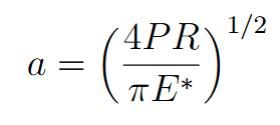 a = (4PR / πE*)^{1/2}